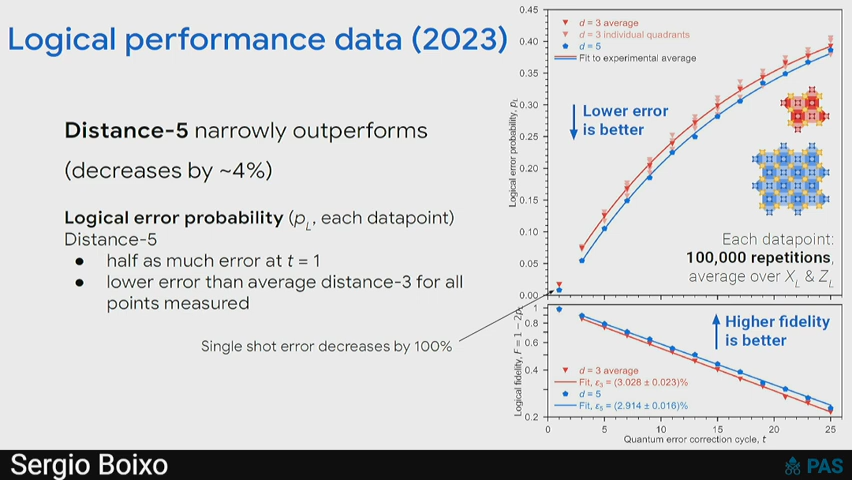 Logical performance data (2023)
Distance-5 narrowly outperforms
(decreases by ~4%)
Logical error probability (pL, each datapoint)
Distance-5
● half as much error at t = 1
● lower error than average distance-3 for all
points measured
Single shot error decreases by 100%
Logical error probability, pL
0.45
0.40
0.35
0.30
0.25
0.20
0.15
0.10
0.05
0.00
d = 3 average
d = 3 individual quadrants
d = 5
Fit to experimental average
Lower error
is better
Each datapoint:
100,000 repetitions,
average over XL & ZL
Logical fidelity, F = 1 − 2pL
1
0.8
0.6
0.4
0.2
Higher fidelity
is better
d = 3 average
Fit, ε3 = (3.028 ± 0.023)%
d = 5
Fit, ε5 = (2.914 ± 0.016)%
0 5 10 15 20 25
Quantum error correction cycle, t
Sergio Boixo
PAS